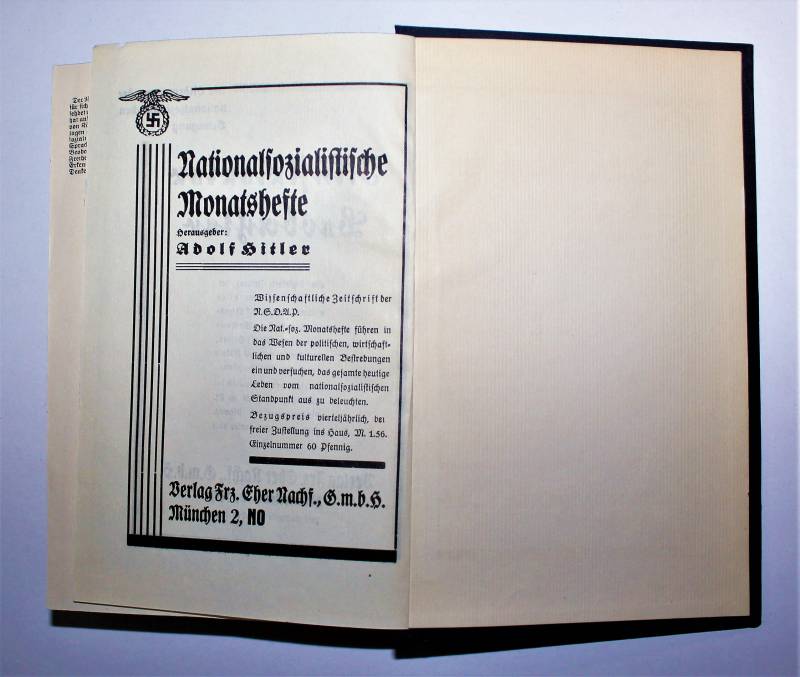 Nationalsozialistische
Monatshefte
Herausgeber:
Adolf Hitler
Wissenschaftliche Zeitschrift der
N.S.D.A.P.
Die Nat.-soz. Monatshefte führen in
das Wesen der politischen, wirtschaft-
lichen und kulturellen Bestrebungen
ein und versuchen, das gesamte heutige
Leben vom nationalsozialistischen
Standpunkt aus zu beleuchten.
Bezugspreis vierteljährlich, bei
freier Zustellung ins Haus, M. 1.56.
Einzelnummer 60 Pfennig.
Verlag Frz. Eher Nachf., G.m.b.H.
München 2, NO